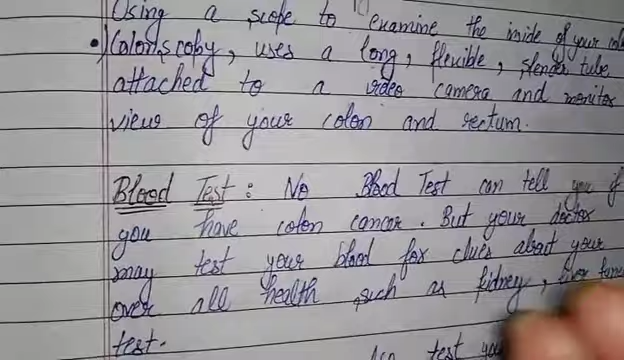 Using a scope to examine the inside of your
Colonoscopy, uses a long, flexible, slender tube
attached to a video camera and monitor
view of your colon and rectum.
Blood Test: No Blood Test can tell you if
you have colon cancar. But your doctor
may test your blood for clues about your
over all health such as kidney,
test.
test